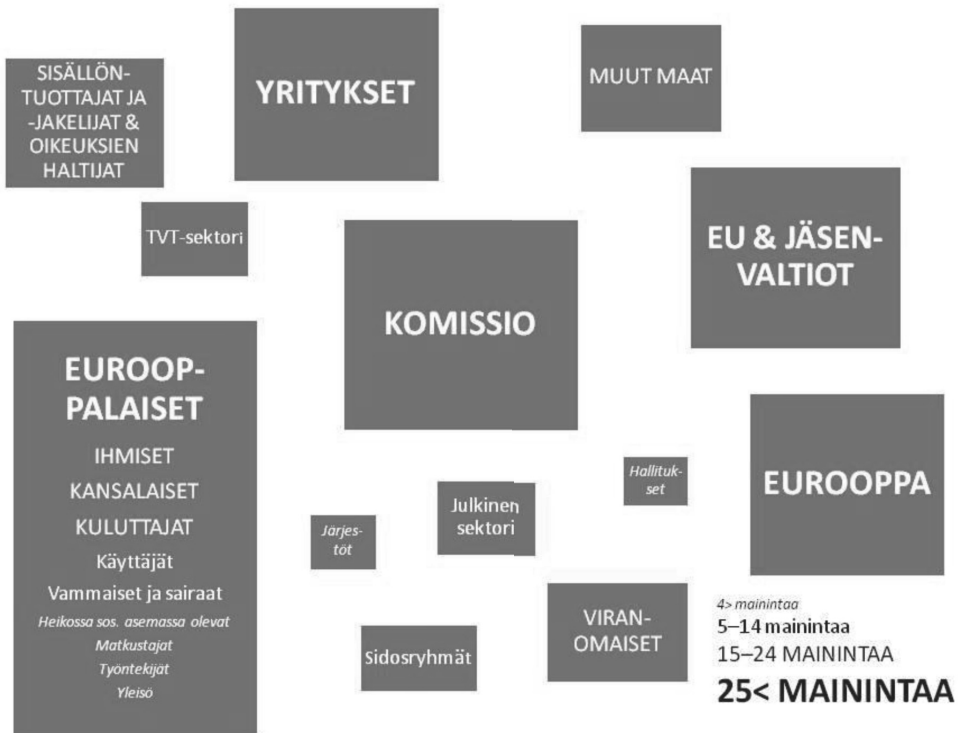 SISÄLLÖN-
TUOTTAJAT JA
-JAKELIJAT &
OIKEUKSIEN
HALTIJAT
YRITYKSET
MUUT MAAT
TVT-sektori
EU & JÄSEN-
VALTIOT
KOMISSIO
EUROOP-
PALAISET
IHMISET
KANSALAISET
KULUTTAJAT
Käyttäjät
Vammaiset ja sairaat
Heikossa sos. asemassa olevat
Matkustajat
Työntekijät
Yleisö
EUROOPPA
Hallituk-
set
Julkinen
sektori
Järjes-
töt
VIRAN-
OMAISET
Sidosryhmät
4> mainintaa
5–14 mainintaa
15–24 MAININTAA
25< MAININTAA